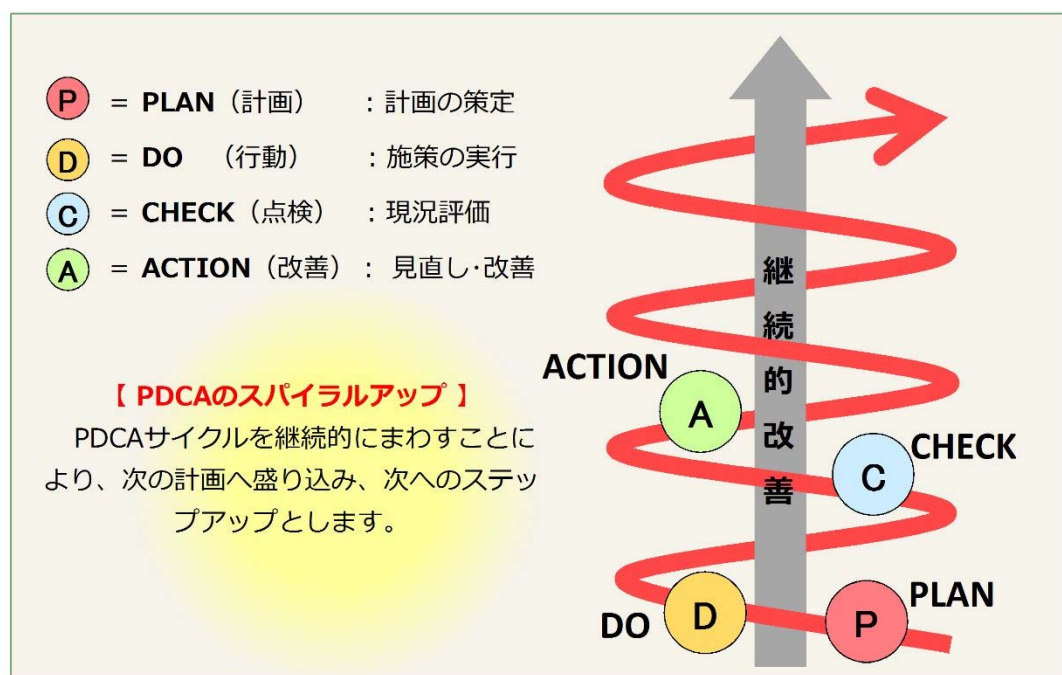 P = PLAN（計画）　：計画の策定
D = DO　（行動）　：施策の実行
C = CHECK（点検）　：現況評価
A = ACTION（改善）： 見直し･改善
【 PDCAのスパイラルアップ 】
PDCAサイクルを継続的にまわすことに
より、次の計画へ盛り込み、次へのステッ
プアップとします。
継続的改善
ACTION
A
CHECK
C
DO
D
PLAN
P